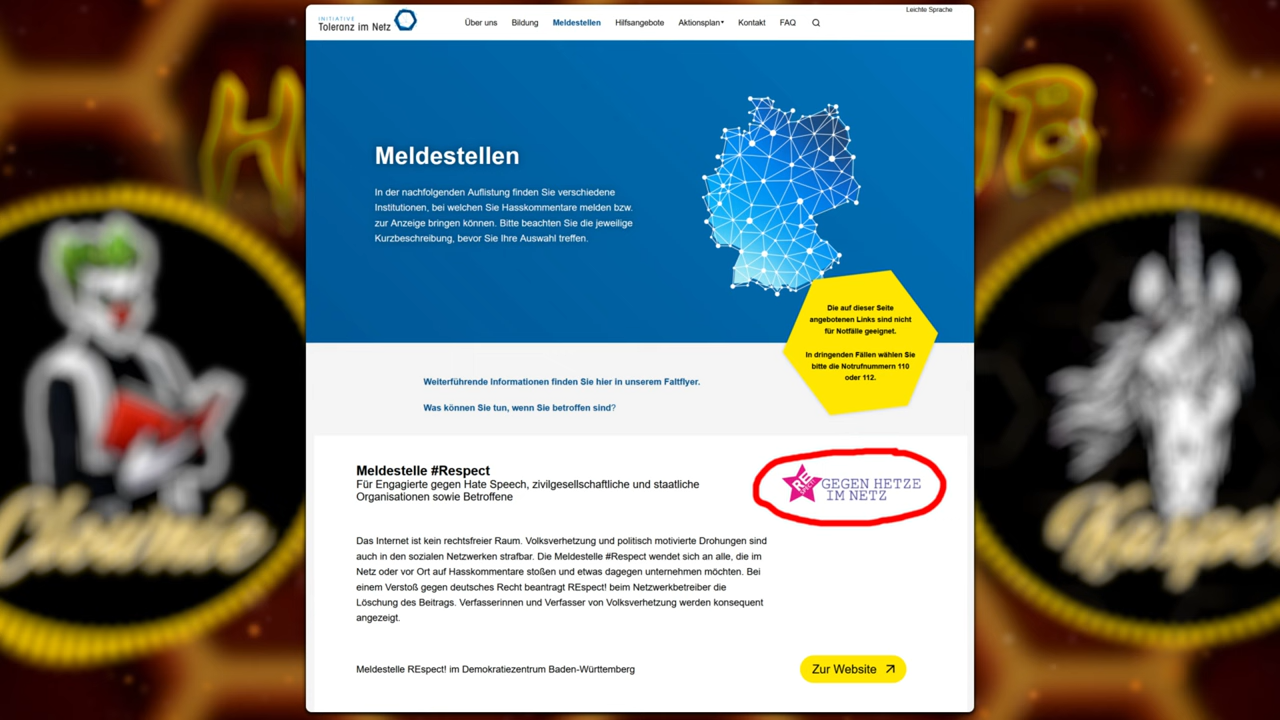 Leichte Sprache
INITIATIVE
Toleranz im Netz
Über uns Bildung Meldestellen Hilfsangebote Aktionsplan Kontakt FAQ
Meldestellen
In der nachfolgenden Auflistung finden Sie verschiedene
Institutionen, bei welchen Sie Hasskommentare melden bzw.
zur Anzeige bringen können. Bitte beachten Sie die jeweilige
Kurzbeschreibung, bevor Sie Ihre Auswahl treffen.
Die auf dieser Seite
angebotenen Links sind nicht
für Notfälle geeignet.
In dringenden Fällen wählen Sie
bitte die Notrufnummern 110
oder 112.
Weiterführende Informationen finden Sie hier in unserem Faltflyer.
Was können Sie tun, wenn Sie betroffen sind?
Meldestelle #Respect
Für Engagierte gegen Hate Speech, zivilgesellschaftliche und staatliche
Organisationen sowie Betroffene
RE
SPECT!
GEGEN HETZE
IM NETZ
Das Internet ist kein rechtsfreier Raum. Volksverhetzung und politisch motivierte Drohungen sind
auch in den sozialen Netzwerken strafbar. Die Meldestelle #Respect wendet sich an alle, die im
Netz oder vor Ort auf Hasskommentare stoßen und etwas dagegen unternehmen möchten. Bei
einem Verstoß gegen deutsches Recht beantragt REspect! beim Netzwerkbetreiber die
Löschung des Beitrags. Verfasserinnen und Verfasser von Volksverhetzung werden konsequent
angezeigt.
Meldestelle REspect! im Demokratiezentrum Baden-Württemberg
Zur Website